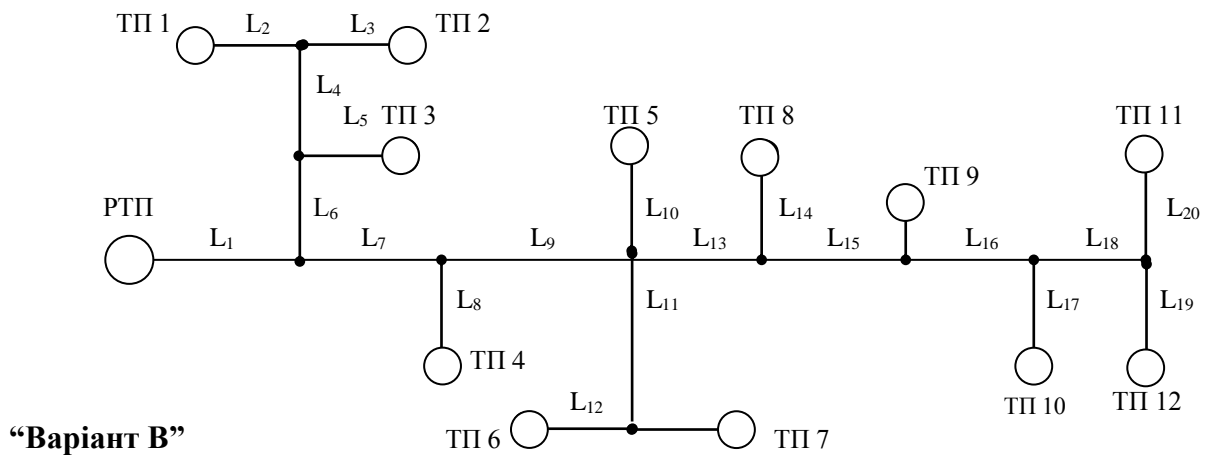 ТП 1 L2 L3 ТП 2
L4
L5 ТП 3
ТП 5 ТП 8 ТП 11
ТП 9
РТП L6 L10 L14 L20
L1 L7 L9 L13 L15 L16 L18
L8 L11 L17 L19
ТП 4
L12
ТП 10 ТП 12
“Варіант В” ТП 6 ТП 7